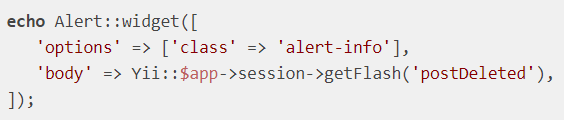 echo Alert::widget([
   'options' => ['class' => 'alert-info'],
   'body' => Yii::$app->session->getFlash('postDeleted'),
]);